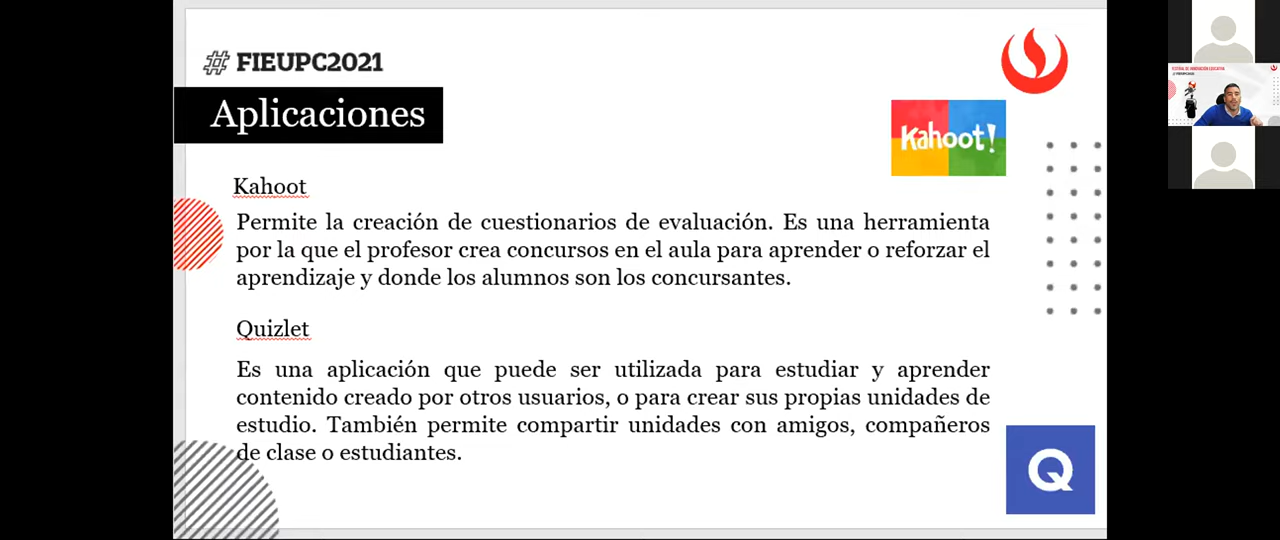 # FIEUPC2021
Aplicaciones
Kahoot!
Kahoot
Permite la creación de cuestionarios de evaluación. Es una herramienta
por la que el profesor crea concursos en el aula para aprender o reforzar el
aprendizaje y donde los alumnos son los concursantes.
Quizlet
Es una aplicación que puede ser utilizada para estudiar y aprender
contenido creado por otros usuarios, o para crear sus propias unidades de
estudio. También permite compartir unidades con amigos, compañeros
de clase o estudiantes.
Q